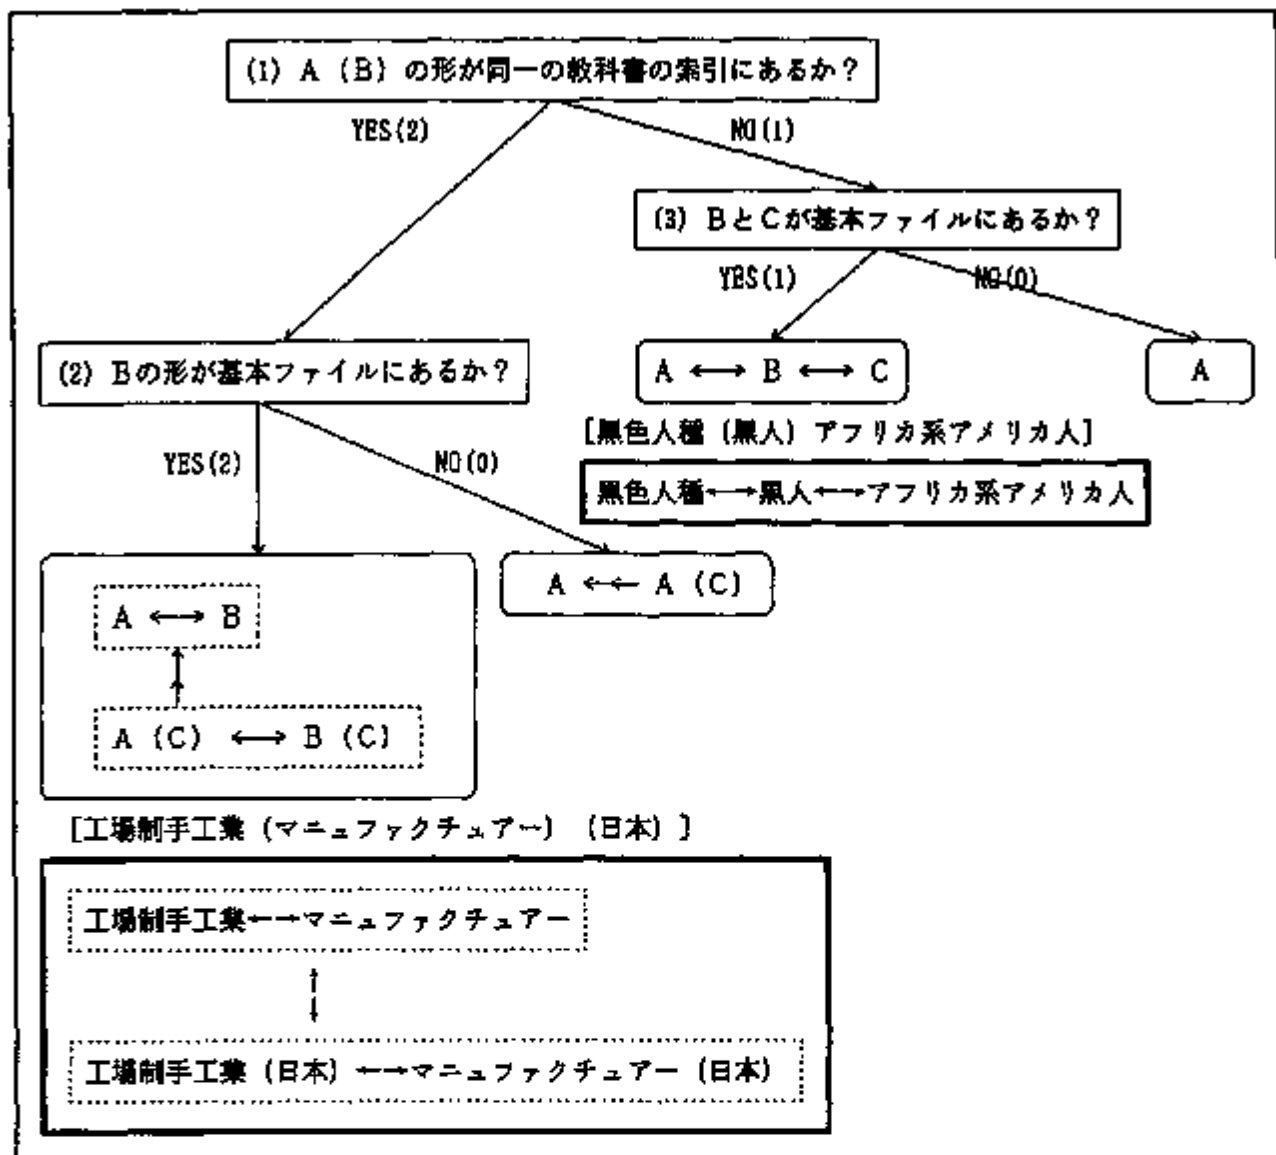 (1) A (B) の形が同一の教科書の索引にあるか?
YES(2)
NO(1)
(3) BとCが基本ファイルにあるか?
YES(1)
NO(0)
(2) Bの形が基本ファイルにあるか?
A ←→ B ←→ C
A
[黒色人種 (黒人) アフリカ系アメリカ人]
YES(2)
NO(0)
黒色人種←→黒人←→アフリカ系アメリカ人
A ←← A (C)
A ←→ B
A (C) ←→ B (C)
[工場制手工業 (マニュファクチュアー) (日本) ]
工場制手工業←→マニュファクチュアー
工場制手工業 (日本) ←→マニュファクチュアー (日本)